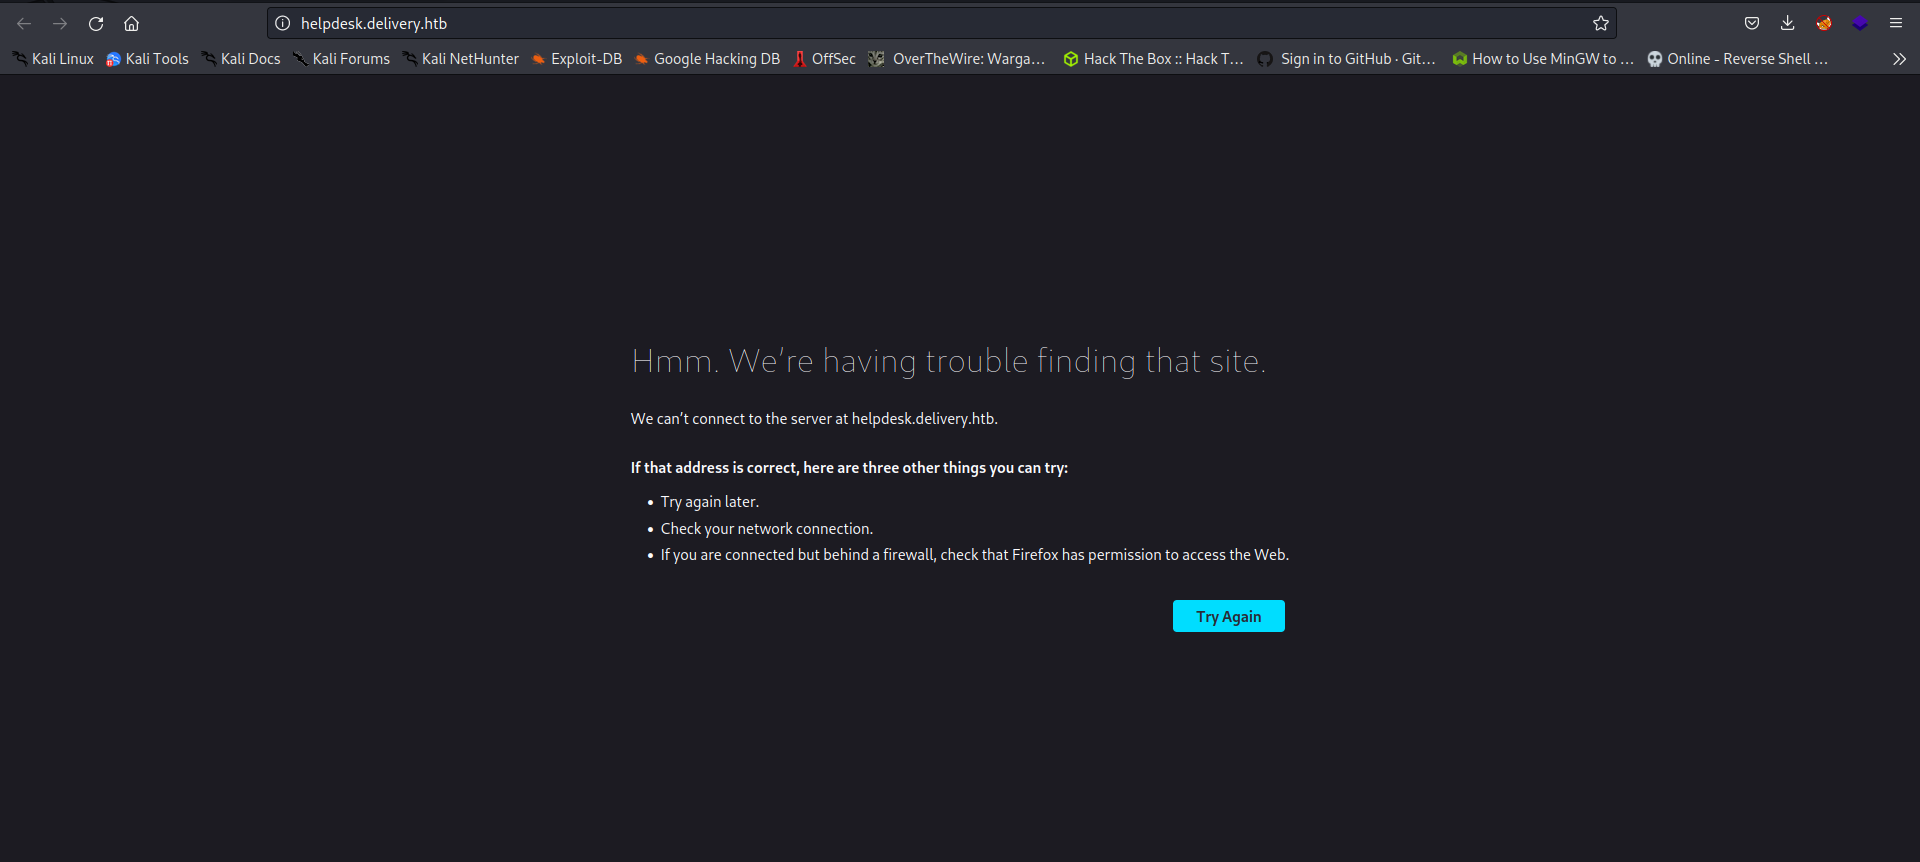 helpdesk.delivery.htb
Kali Linux Kali Tools Kali Docs Kali Forums Kali NetHunter Exploit-DB Google Hacking DB OffSec OverTheWire: Warga... Hack The Box :: Hack T... Sign in to GitHub · Git... How to Use MinGW to ... Online - Reverse Shell ...
Hmm. We’re having trouble finding that site.
We can’t connect to the server at helpdesk.delivery.htb.
If that address is correct, here are three other things you can try:
• Try again later.
• Check your network connection.
• If you are connected but behind a firewall, check that Firefox has permission to access the Web.
Try Again